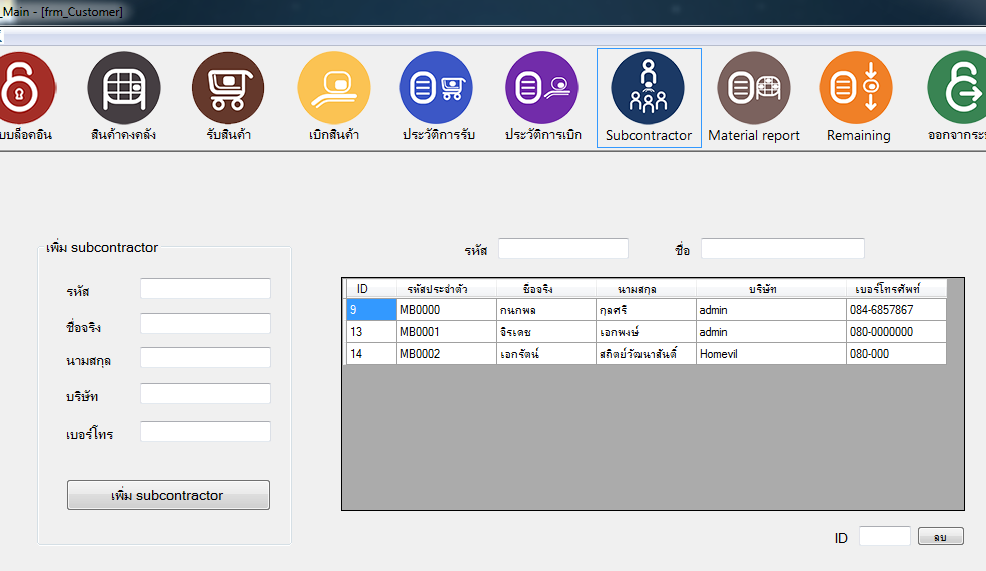 _Main - [frm_Customer]
บบล็อคอิน สินค้าคงคลัง รับสินค้า เบิกสินค้า ประวัติการรับ ประวัติการเบิก Subcontractor Material report Remaining ออกจากระ
เพิ่ม subcontractor
รหัส
ชื่อจริง
นามสกุล
บริษัท
เบอร์โทร
เพิ่ม subcontractor
รหัส ชื่อ
ID รหัสประจำตัว ชื่อจริง นามสกุล บริษัท เบอร์โทรศัพท์
9 MB0000 กนกพล กุลศรี admin 084-6857867
13 MB0001 จิรเดช เอกพงษ์ admin 080-0000000
14 MB0002 เอกรัตน์ สถิตย์วัฒนาสันติ์ Homevil 080-000
ID ลบ